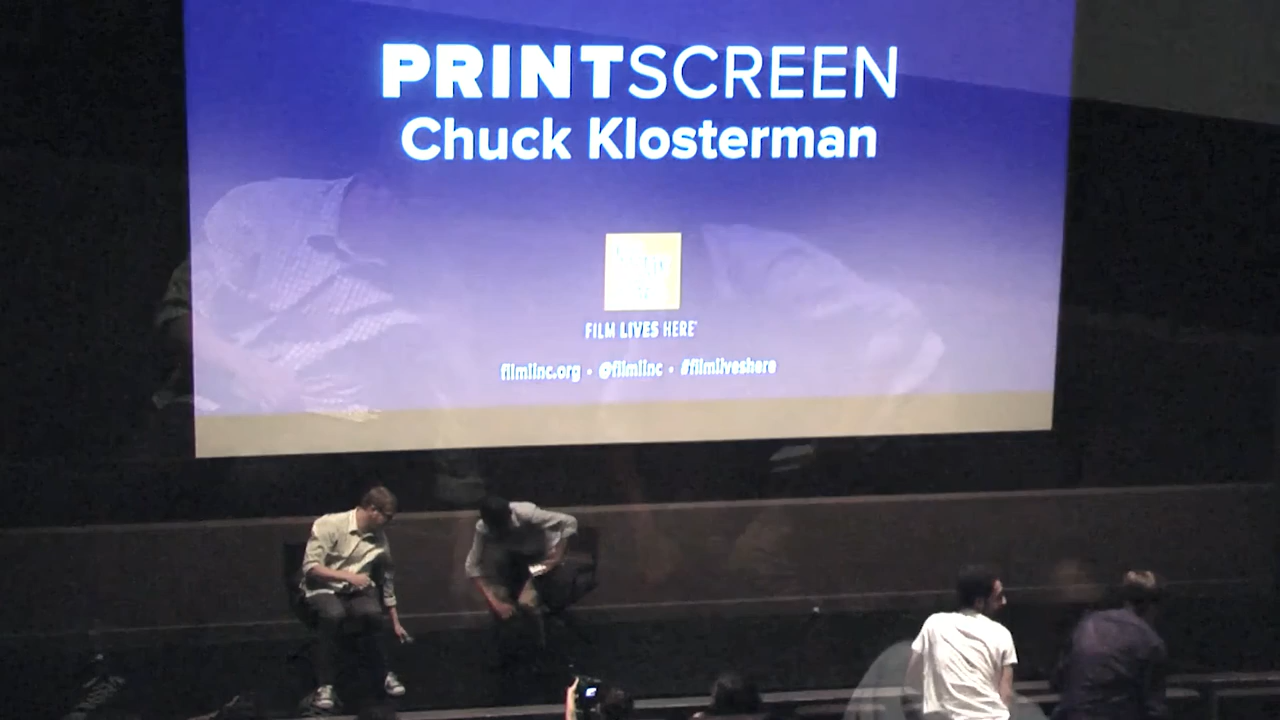 PRINTSCREEN
Chuck Klosterman
FILM LIVES HERE
filmlinc.org • @filmlinc • #filmliveshere